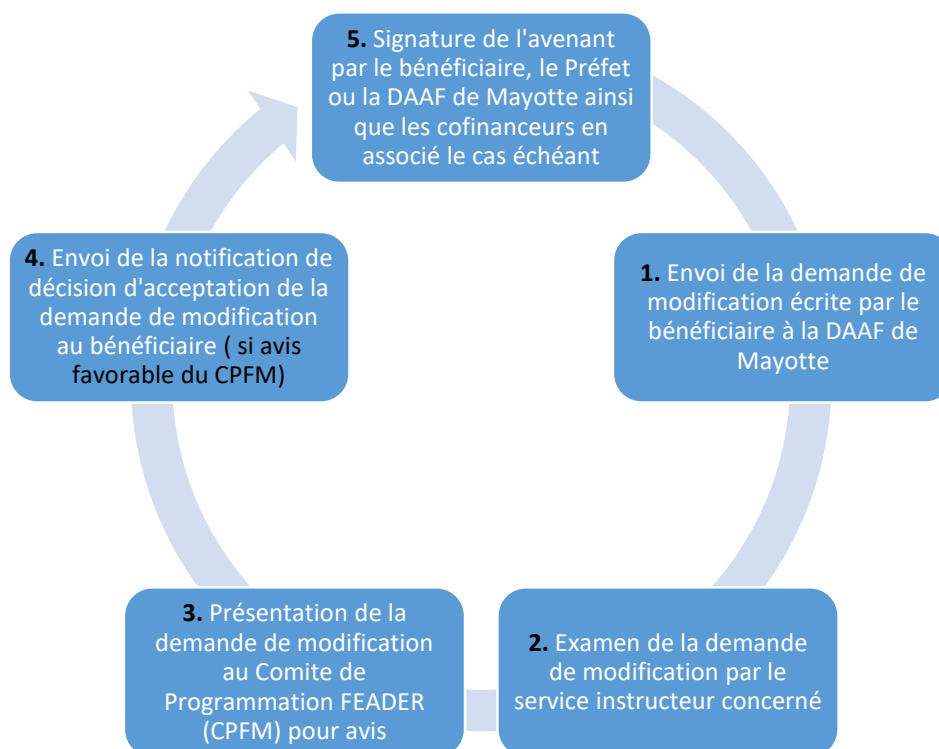 5. Signature de l'avenant
par le bénéficiaire, le Préfet
ou la DAAF de Mayotte ainsi
que les cofinanceurs en
associé le cas échéant
1. Envoi de la demande de
modification écrite par le
bénéficiaire à la DAAF de
Mayotte
2. Examen de la demande
de modification par le
service instructeur concerné
3. Présentation de la
demande de modification
au Comite de
Programmation FEADER
(CPFM) pour avis
4. Envoi de la notification de
décision d'acceptation de la
demande de modification
au bénéficiaire ( si avis
favorable du CPFM)